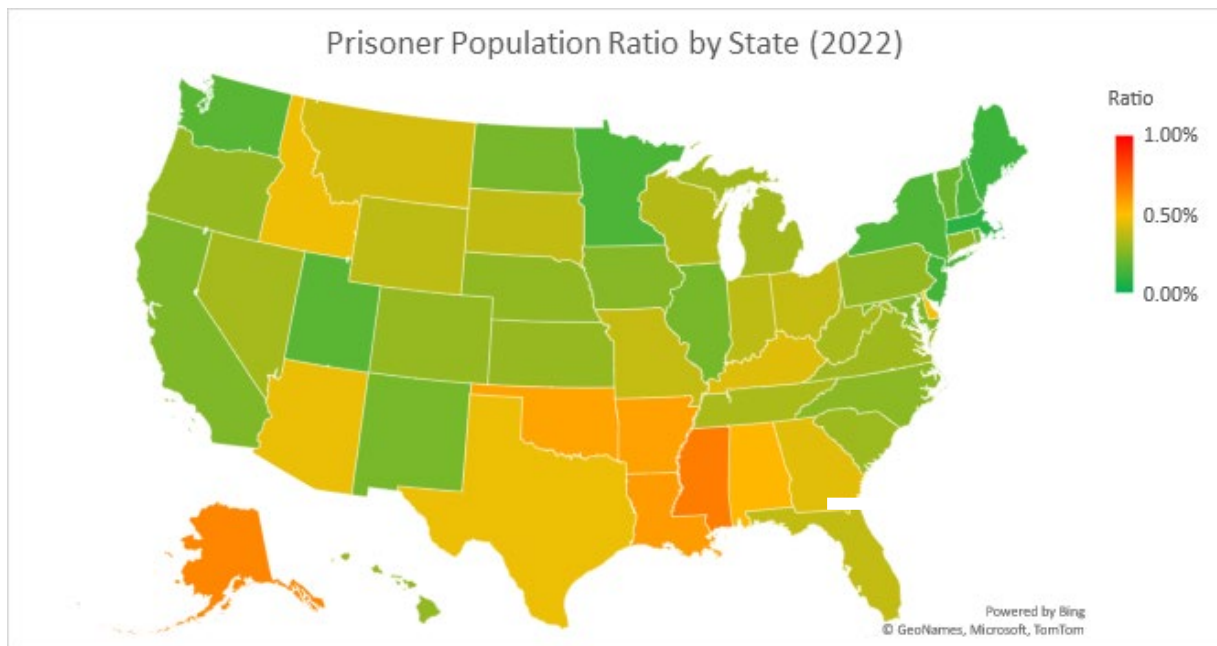 Prisoner Population Ratio by State (2022)
Ratio
1.00%
0.50%
0.00%
Powered by Bing
© GeoNames, Microsoft, TomTom